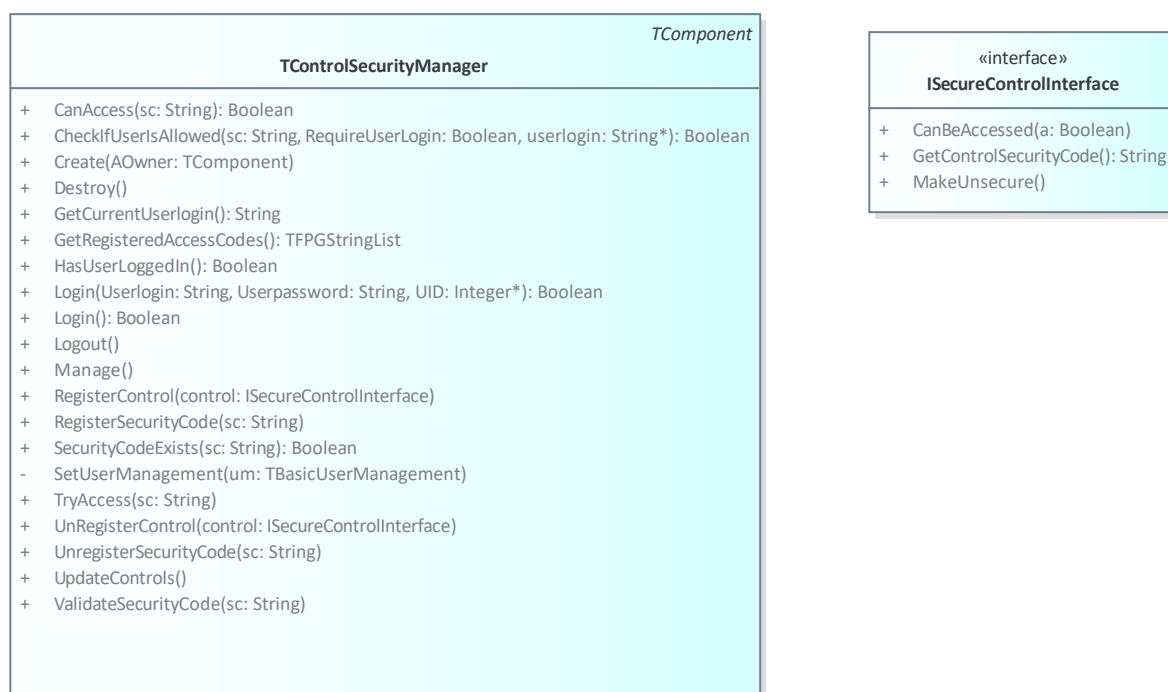 TComponent
TControlSecurityManager
+ CanAccess(sc: String): Boolean
+ CheckIfUserIsAllowed(sc: String, RequireUserLogin: Boolean, userlogin: String*): Boolean
+ Create(AOwner: TComponent)
+ Destroy()
+ GetCurrentUserlogin(): String
+ GetRegisteredAccessCodes(): TFPGStringList
+ HasUserLoggedIn(): Boolean
+ Login(Userlogin: String, Userpassword: String, UID: Integer*): Boolean
+ Login(): Boolean
+ Logout()
+ Manage()
+ RegisterControl(control: ISecureControlInterface)
+ RegisterSecurityCode(sc: String)
+ SecurityCodeExists(sc: String): Boolean
- SetUserManagement(um: TBasicUserManagement)
+ TryAccess(sc: String)
+ UnRegisterControl(control: ISecureControlInterface)
+ UnregisterSecurityCode(sc: String)
+ UpdateControls()
+ ValidateSecurityCode(sc: String)
«interface»
ISecureControlInterface
+ CanBeAccessed(a: Boolean)
+ GetControlSecurityCode(): String
+ MakeUnsecure()